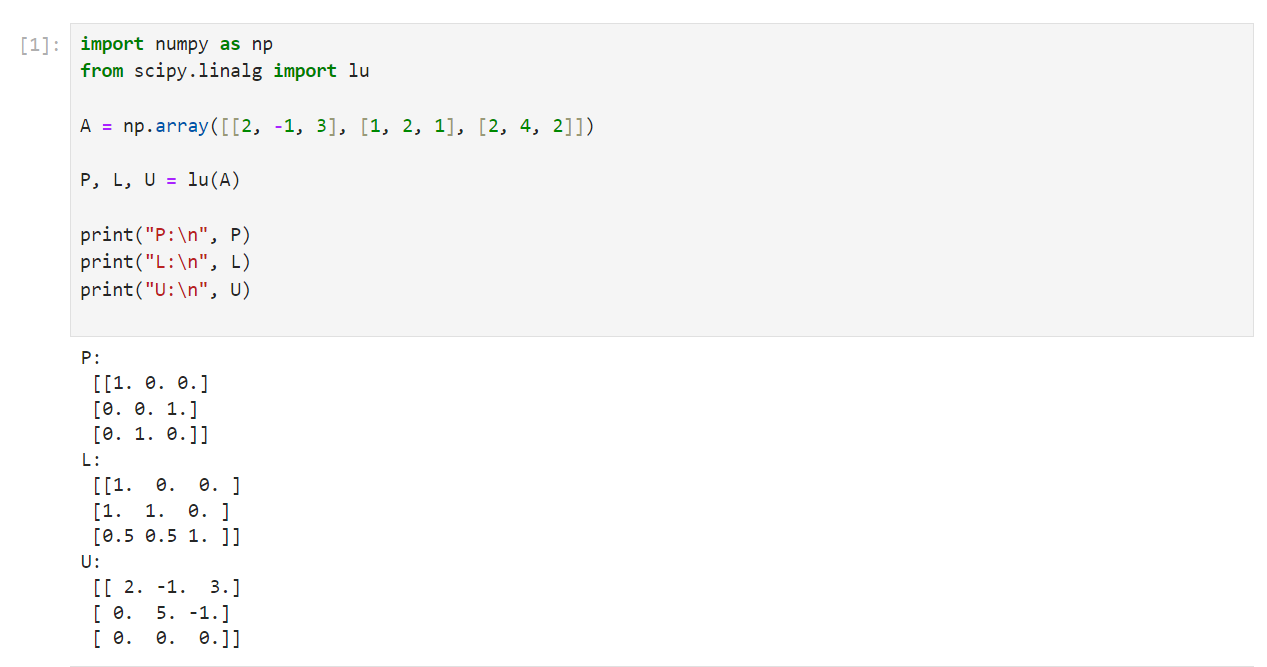 [1]: import numpy as np
from scipy.linalg import lu
A = np.array([[2, -1, 3], [1, 2, 1], [2, 4, 2]])
P, L, U = lu(A)
print("P:\n", P)
print("L:\n", L)
print("U:\n", U)
P:
[[1. 0. 0.]
[0. 0. 1.]
[0. 1. 0.]]
L:
[[1.  0.  0. ]
[1.  1.  0. ]
[0.5 0.5 1. ]]
U:
[[ 2. -1.  3.]
[ 0.  5. -1.]
[ 0.  0.  0.]]